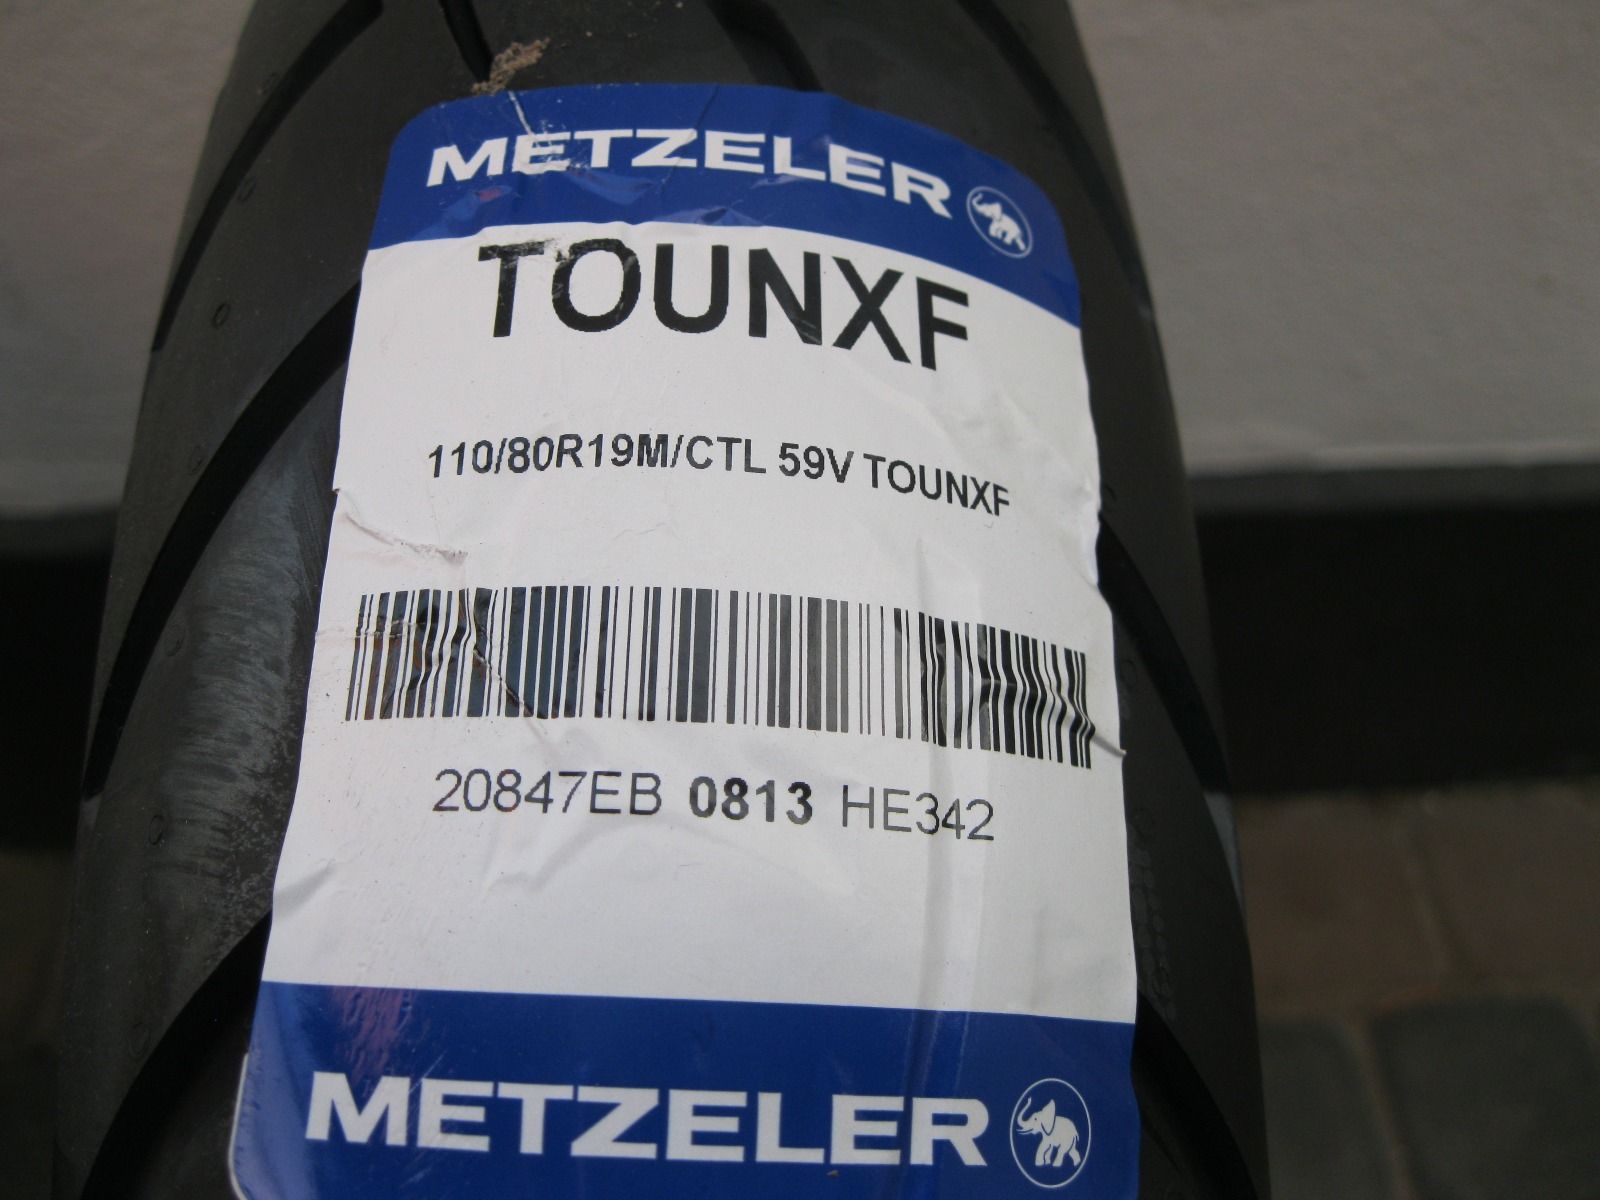 METZELER
TOUNXF
110/80R19M/CTL 59V TOUNXF
20847EB 0813 HE342
METZELER